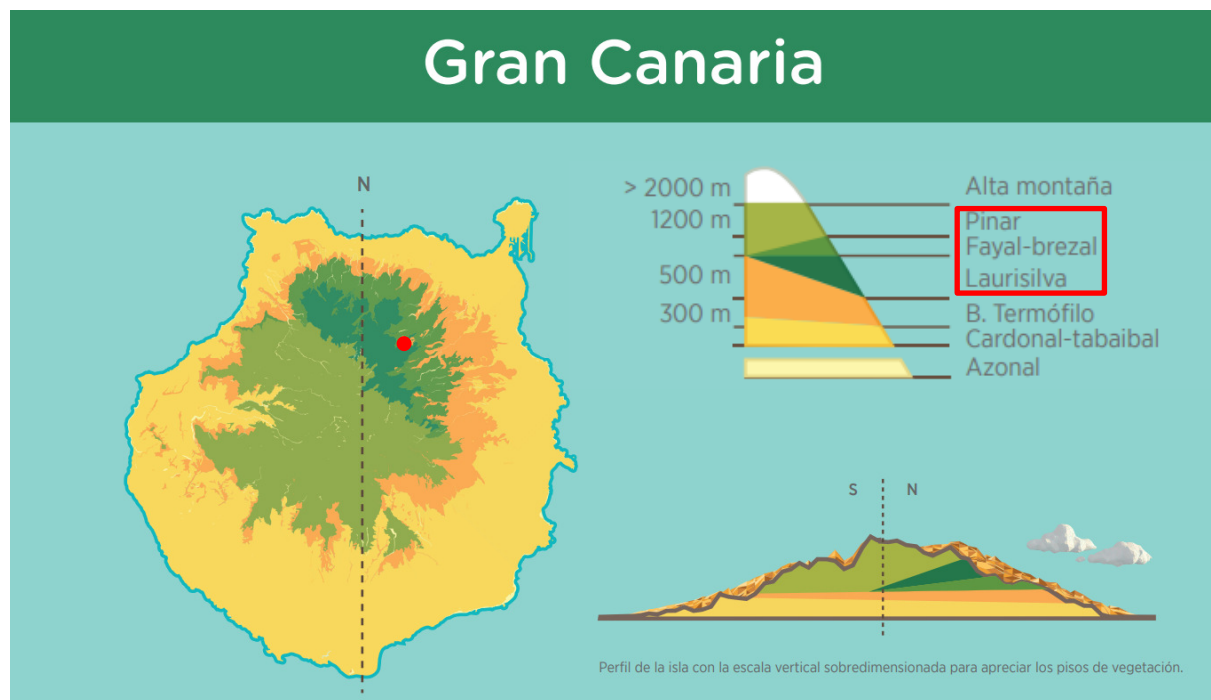 Gran Canaria
N
> 2000 m
1200 m
500 m
300 m
Alta montaña
Pinar
Fayal-brezal
Laurisilva
B. Termófilo
Cardonal-tabaibal
Azonal
S N
Perfil de la isla con la escala vertical sobredimensionada para apreciar los pisos de vegetación.